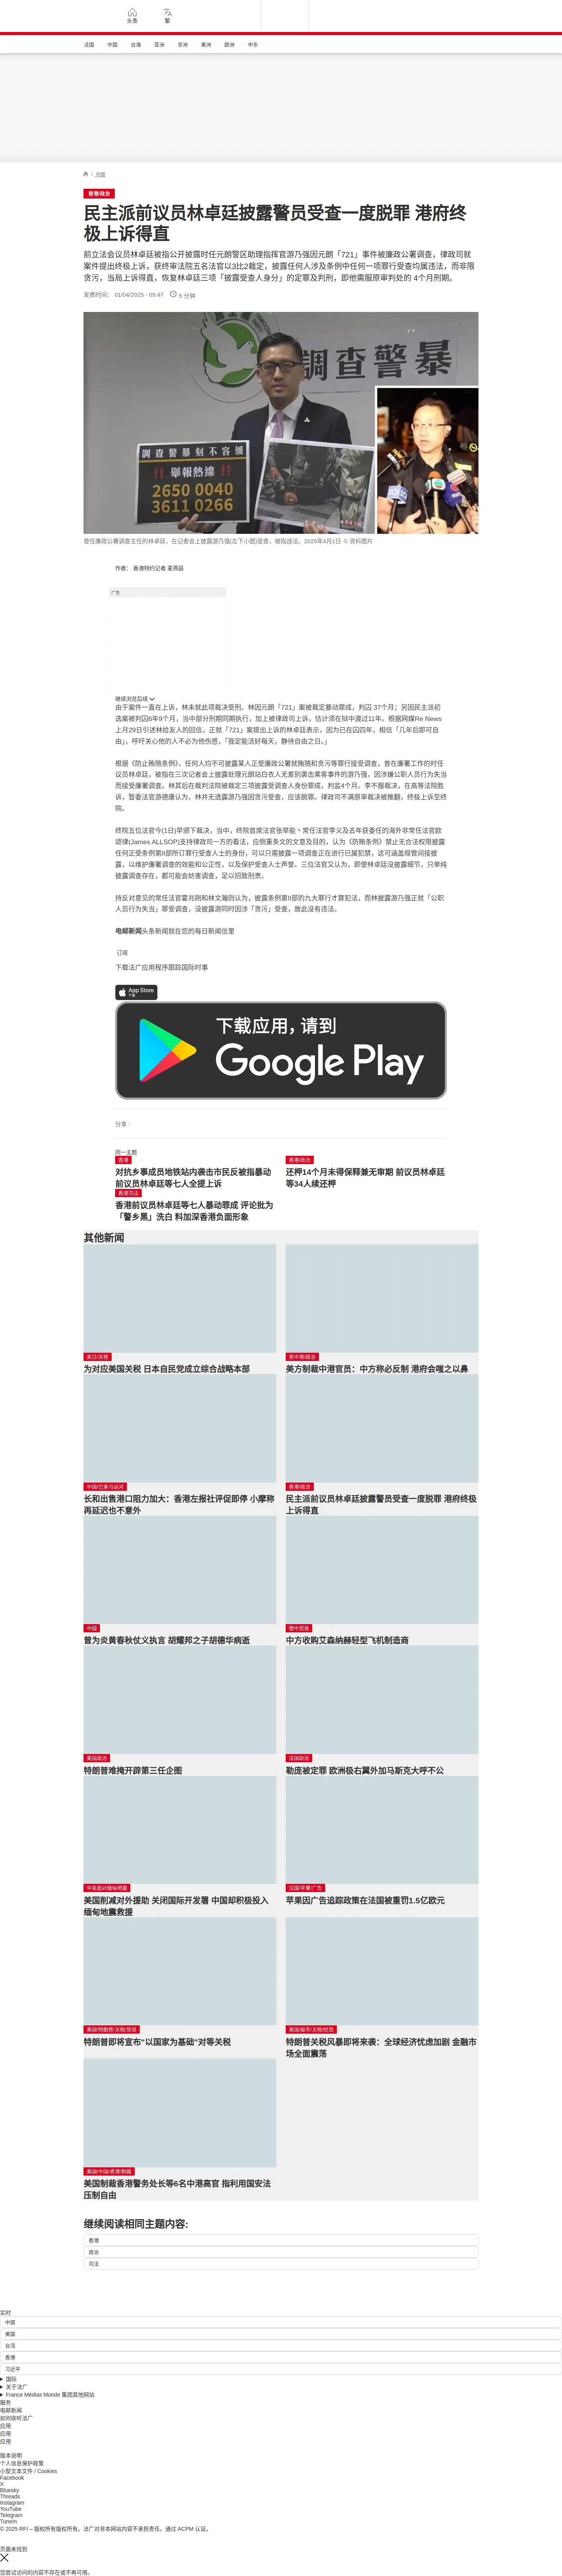 头条
繁
法国
中国
台海
亚洲
非洲
美洲
欧洲
中东
/ 中国
香港/政治
民主派前议员林卓廷披露警员受查一度脱罪 港府终
极上诉得直
前立法会议员林卓廷被指公开披露时任元朗警区助理指挥官游乃强因元朗「721」事件被廉政公署调查，律政司就
案件提出终极上诉，获终审法院五名法官以3比2裁定，披露任何人涉及条例中任何一项罪行受查均属违法，而非限
贪污，当局上诉得直，恢复林卓廷三项「披露受查人身分」的定罪及判刑，即他需服原审判处的 4个月刑期。
发表时间： 01/04/2025 - 09:47
5 分钟
調查警暴
調查警暴刻不容緩
舉報熱線
2650 0040
3611 0266
曾任廉政公署调查主任的林卓廷，在记者会上披露游乃强(左下小图)受查，被指违法。2025年4月1日 © 资料图片
作者： 香港特约记者 麦燕庭
广告
继续浏览后续
由于案件一直在上诉，林未就此项裁决受刑。林因元朗「721」案被裁定暴动罪成，判囚 37个月；另因民主派初
选案被判囚6年9个月，当中部分刑期同期执行，加上被律政司上诉，估计须在狱中渡过11年。根据网媒Re News
上月29日引述林给友人的回信，正就「721」案提出上诉的林卓廷表示，因为已在囚四年，相信「几年后即可自
由」，呼吁关心他的人不必为他伤感，「我定能活好每天，静待自由之日。」
根据《防止贿赂条例》，任何人均不可披露某人正受廉政公署就贿赂和贪污等罪行接受调查，曾在廉署工作的时任
议员林卓廷，被指在三次记者会上披露处理元朗站白衣人无差别袭击乘客事件的游乃强，因涉嫌公职人员行为失当
而接受廉署调查。林其后在裁判法院被裁定三项披露受调查人身份罪成，判监4个月。李不服裁决，在高等法院胜
诉，暂委法官游德康认为，林并无透露游乃强因贪污受查，应该脱罪。律政司不满原审裁决被推翻，终极上诉至终
院。
终院五位法官今(1日)早颁下裁决，当中，终院首席法官张举能丶常任法官李义及去年获委任的海外非常任法官欧
颂律(James ALLSOP)支持律政司一方的看法，应侧重条文的文意及目的，认为《防贿条例》禁止无合法权限披露
任何正受条例第II部所订罪行受查人士的身份，可以只需披露一项调查正在进行已属犯禁，这可涵盖规管间接披
露，以维护廉署调查的效能和公正性，以及保护受查人士声誉。三位法官又认为，即使林卓廷没披露细节，只单纯
披露调查存在，都可能会妨害调查，足以招致刑责。
持反对意见的常任法官霍兆刚和林文瀚则认为，披露条例第II部的九大罪行才算犯法，而林披露游乃强正就「公职
人员行为失当」罪受调查，没披露游同时因涉「贪污」受查，故此没有违法。
电邮新闻头条新闻就在您的每日新闻信里
订阅
下载法广应用程序跟踪国际时事
App Store
下载
下载应用，请到
Google Play
分享 :
同一主题
香港
对抗乡事成员地铁站内袭击市民反被指暴动
前议员林卓廷等七人全提上诉
香港/政治
还柙14个月未得保释兼无审期 前议员林卓廷
等34人续还柙
香港司法
香港前议员林卓廷等七人暴动罪成 评论批为
「警乡黑」洗白 料加深香港负面形象
其他新闻
美日/关税
为对应美国关税 日本自民党成立综合战略本部
美中港/政治
美方制裁中港官员：中方称必反制 港府会嗤之以鼻
中国/巴拿马运河
长和出售港口阻力加大：香港左报社评促即停 小摩称
再延迟也不意外
香港/政治
民主派前议员林卓廷披露警员受查一度脱罪 港府终极
上诉得直
中国
曾为炎黄春秋仗义执言 胡耀邦之子胡德华病逝
德中贸易
中方收购艾森纳赫轻型飞机制造商
美国政治
特朗普难掩开辟第三任企图
法国政治
勒庞被定罪 欧洲极右翼外加马斯克大呼不公
中美面对缅甸地震
美国削减对外援助 关闭国际开发署 中国却积极投入
缅甸地震救援
法国/苹果/广告
苹果因广告追踪政策在法国被重罚1.5亿欧元
美国/特朗普/关税/贸易
特朗普即将宣布"以国家为基础"对等关税
美国/股市/关税/经贸
特朗普关税风暴即将来袭：全球经济忧虑加剧 金融市
场全面震荡
美国/中国/香港/制裁
美国制裁香港警务处长等6名中港高官 指利用国安法
压制自由
继续阅读相同主题内容:
香港
政治
司法
实时
中国
美国
台湾
香港
习近平
国际
关于法广
France Médias Monde 集团其他网站
服务
电邮新闻
如何收听法广
应用
应用
应用
版本说明
个人信息保护政策
小型文本文件 / Cookies
Facebook
X
Bluesky
Threads
Instagram
YouTube
Telegram
TuneIn
© 2025 RFI – 版权所有版权所有。法广对非本网站内容不承担责任。通过 ACPM 认证。
页面未找到
您尝试访问的内容不存在或不再可用。